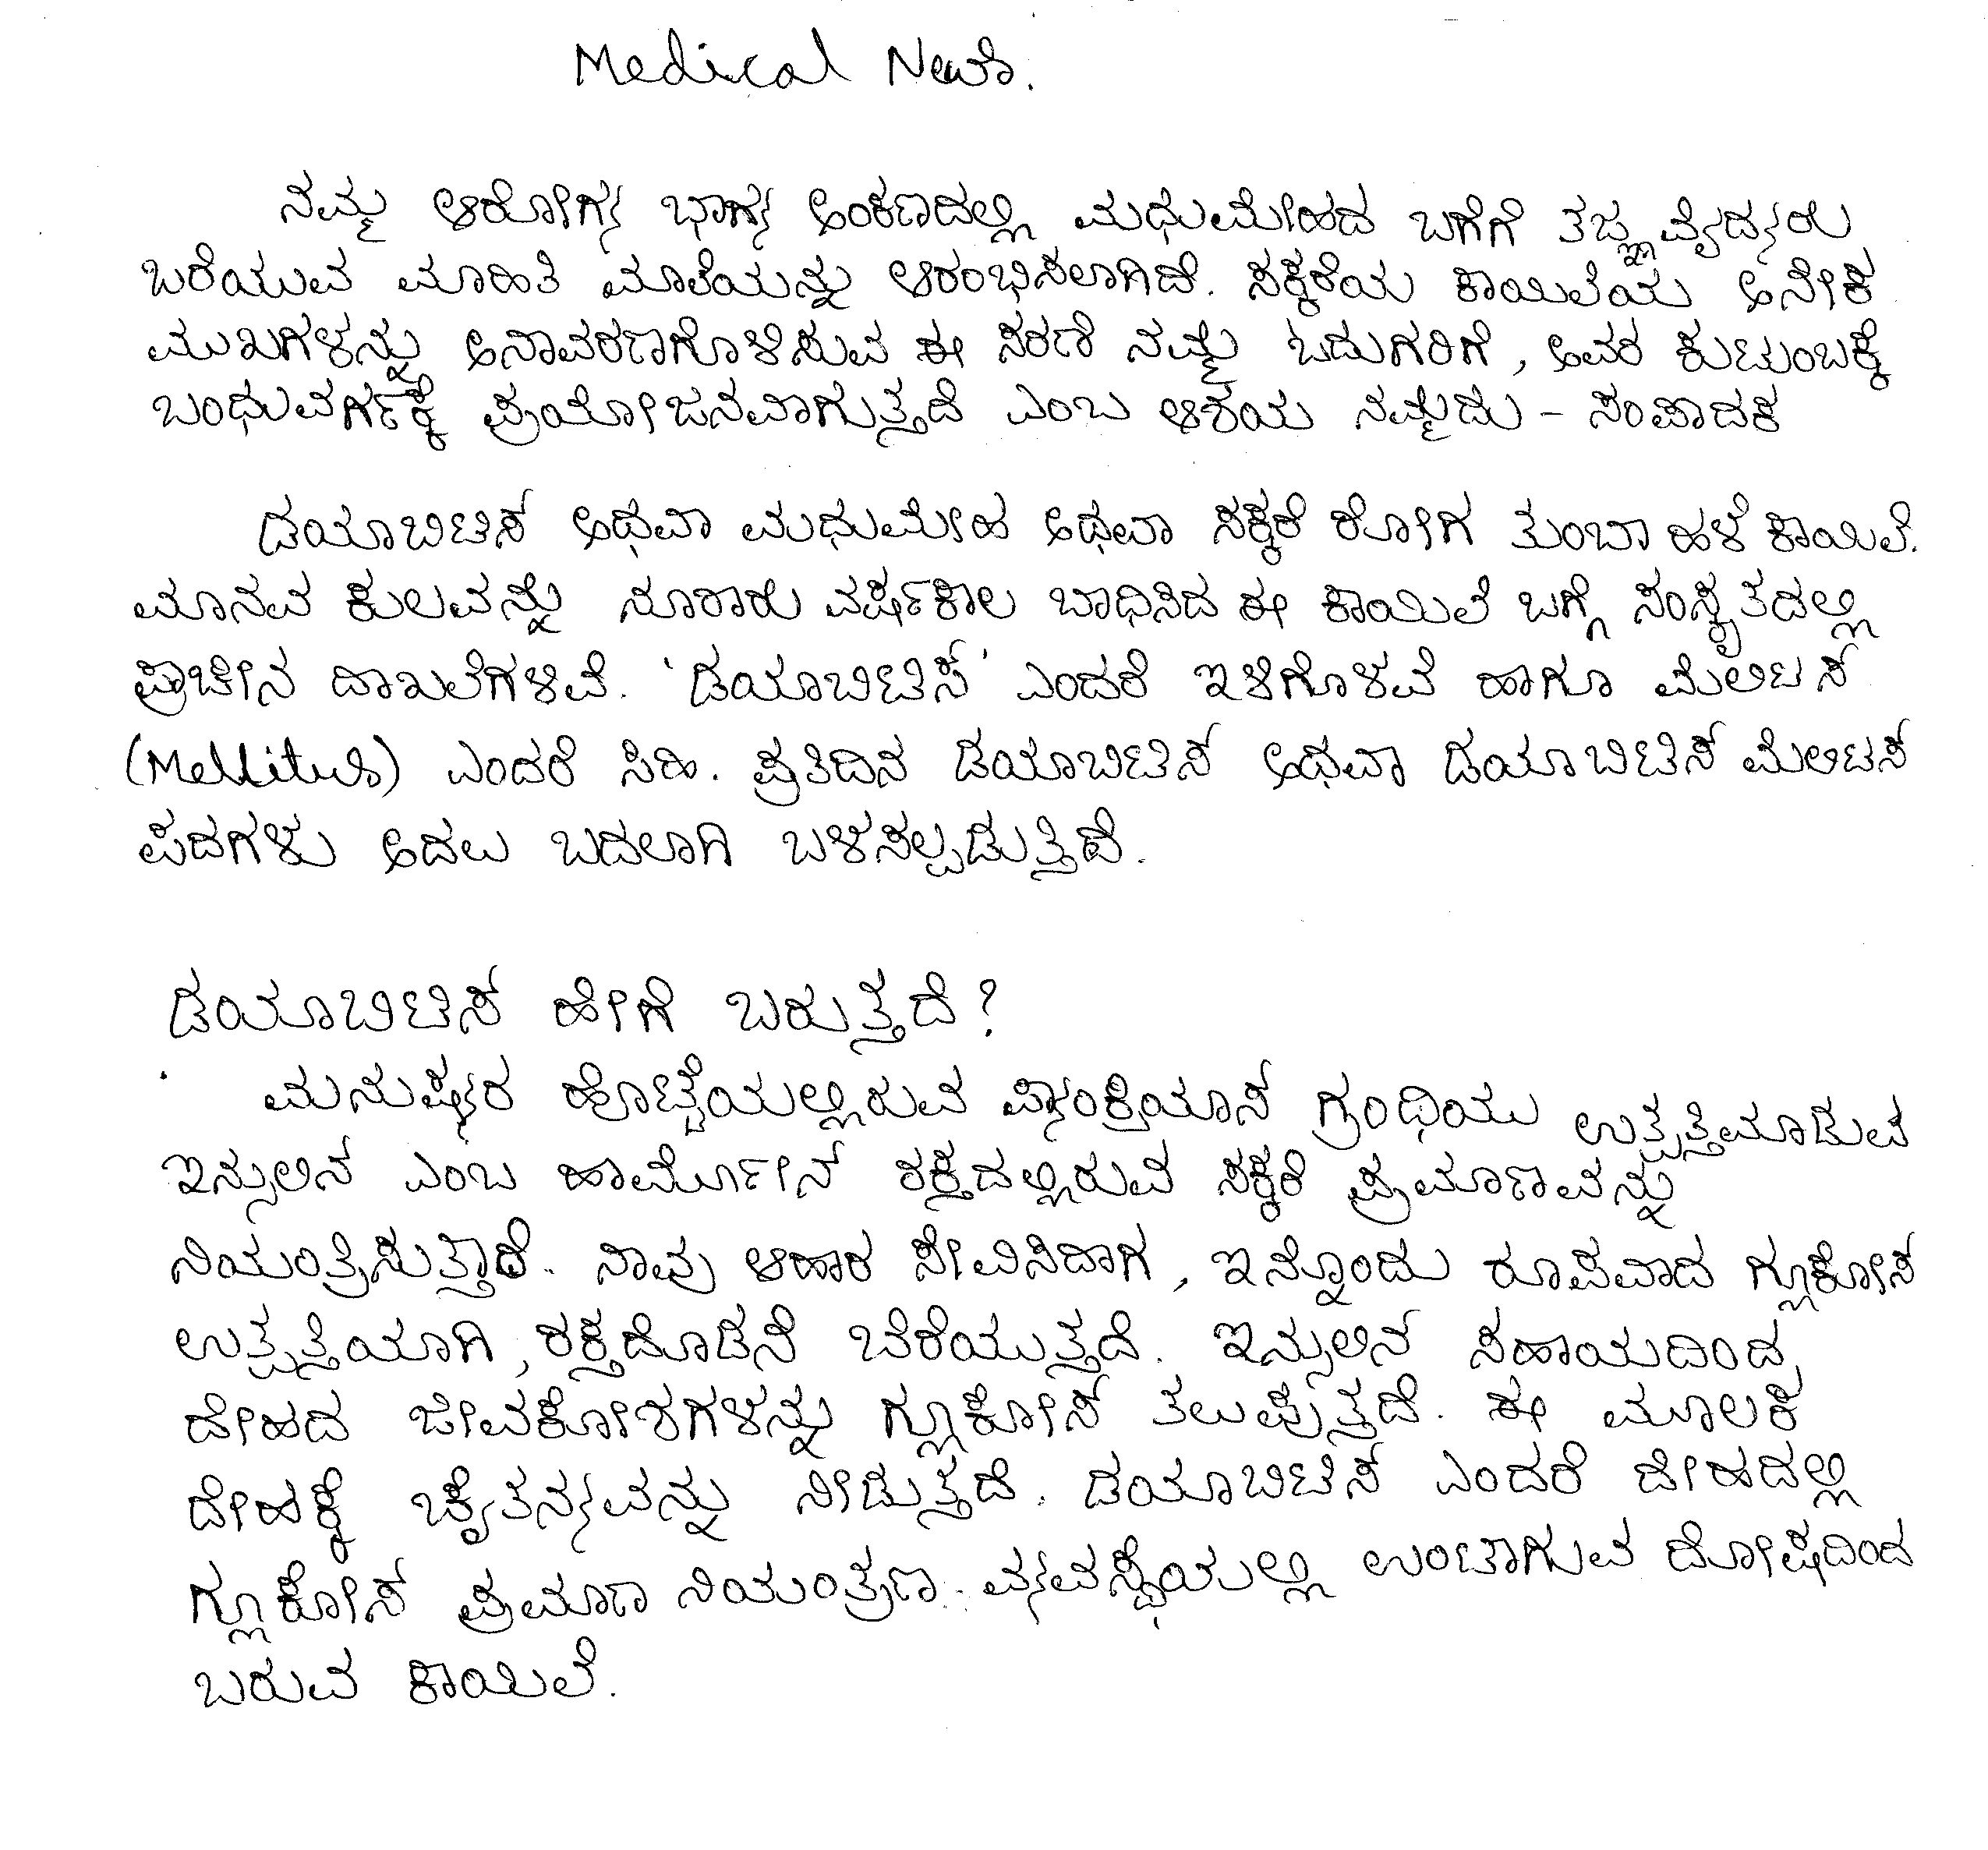 Medical News.
ನಮ್ಮ ಆರೋಗ್ಯ ಭಾಗ್ಯ ಅಂಕಣದಲ್ಲಿ ಮಧುಮೇಹದ ಬಗೆಗೆ ತಜ್ಞವೈದ್ಯರು
ಬರೆಯುವ ಮಾಹಿತಿ ಮಾಲೆಯನ್ನು ಆರಂಭಿಸಲಾಗಿದೆ. ಸಕ್ಕರೆಯ ಕಾಯಿಲೆಯ ಅನೇಕ
ಮುಖಗಳನ್ನು ಅನಾವರಣಗೊಳಿಸುವ ಈ ಸರಣಿ ನಮ್ಮ ಓದುಗರಿಗೆ, ಅವರ ಕುಟುಂಬಕ್ಕೆ
ಬಂಧುವರ್ಗಕ್ಕೆ ಪ್ರಯೋಜನವಾಗುತ್ತದೆ ಎಂಬ ಆಶಯ ನಮ್ಮದು - ಸಂಪಾದಕ
ಡಯಾಬಿಟಿಸ್ ಅಥವಾ ಮಧುಮೇಹ ಅಥವಾ ಸಕ್ಕರೆ ರೋಗ ತುಂಬಾ ಹಳೆ ಕಾಯಿಲೆ.
ಮಾನವ ಕುಲವನ್ನು ನೂರಾರು ವರ್ಷಕಾಲ ಬಾಧಿಸಿದ ಈ ಕಾಯಿಲೆ ಬಗ್ಗೆ ಸಂಸ್ಕೃತದಲ್ಲಿ
ಪ್ರಾಚೀನ ದಾಖಲೆಗಳಿವೆ. 'ಡಯಾಬಿಟಿಸ್' ಎಂದರೆ ಇಳಿಗೊಳವೆ ಹಾಗೂ ಮೆಲಿಟಸ್
(Mellitus) ಎಂದರೆ ಸಿಹಿ. ಪ್ರತಿದಿನ ಡಯಾಬಿಟಿಸ್ ಅಥವಾ ಡಯಾಬಿಟಿಸ್ ಮೆಲಿಟಸ್
ಪದಗಳು ಅದಲು ಬದಲಾಗಿ ಬಳಸಲ್ಪಡುತ್ತಿದೆ.
ಡಯಾಬಿಟಿಸ್ ಹೇಗೆ ಬರುತ್ತದೆ?
ಮನುಷ್ಯರ ಹೊಟ್ಟೆಯಲ್ಲಿರುವ ಪ್ಯಾಂಕ್ರಿಯಾಸ್ ಗ್ರಂಥಿಯು ಉತ್ಪತ್ತಿಮಾಡುವ
ಇನ್ಸುಲಿನ್ ಎಂಬ ಹಾರ್ಮೋನ್ ರಕ್ತದಲ್ಲಿರುವ ಸಕ್ಕರೆ ಪ್ರಮಾಣವನ್ನು
ನಿಯಂತ್ರಿಸುತ್ತಾದೆ. ನಾವು ಆಹಾರ ಸೇವಿಸಿದಾಗ, ಇನ್ನೊಂದು ರೂಪವಾದ ಗ್ಲೂಕೋಸ್
ಉತ್ಪತ್ತಿಯಾಗಿ, ರಕ್ತದೊಡನೆ ಬೆರೆಯುತ್ತದೆ. ಇನ್ಸುಲಿನ್ ಸಹಾಯದಿಂದ,
ದೇಹದ ಜೀವಕೋಶಗಳನ್ನು ಗ್ಲೂಕೋಸ್ ತಲುಪುತ್ತದೆ. ಈ ಮೂಲಕ
ದೇಹಕ್ಕೆ ಚೈತನ್ಯವನ್ನು ನೀಡುತ್ತದೆ. ಡಯಾಬಿಟಿಸ್ ಎಂದರೆ ದೇಹದಲ್ಲಿ
ಗ್ಲೂಕೋಸ್ ಪ್ರಮಾಣ ನಿಯಂತ್ರಣ ವ್ಯವಸ್ಥೆಯಲ್ಲಿ ಉಂಟಾಗುವ ದೋಷದಿಂದ
ಬರುವ ಕಾಯಿಲೆ.